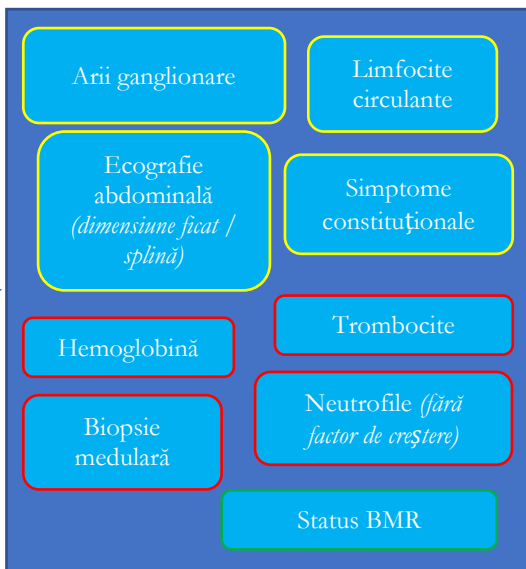 Arii ganglionare
Limfocite
circulante
Ecografie
abdominală
(dimensiune ficat /
splină)
Simptome
constituționale
Hemoglobină
Trombocite
Biopsie
medulară
Neutrofile (fără
factor de creștere)
Status BMR